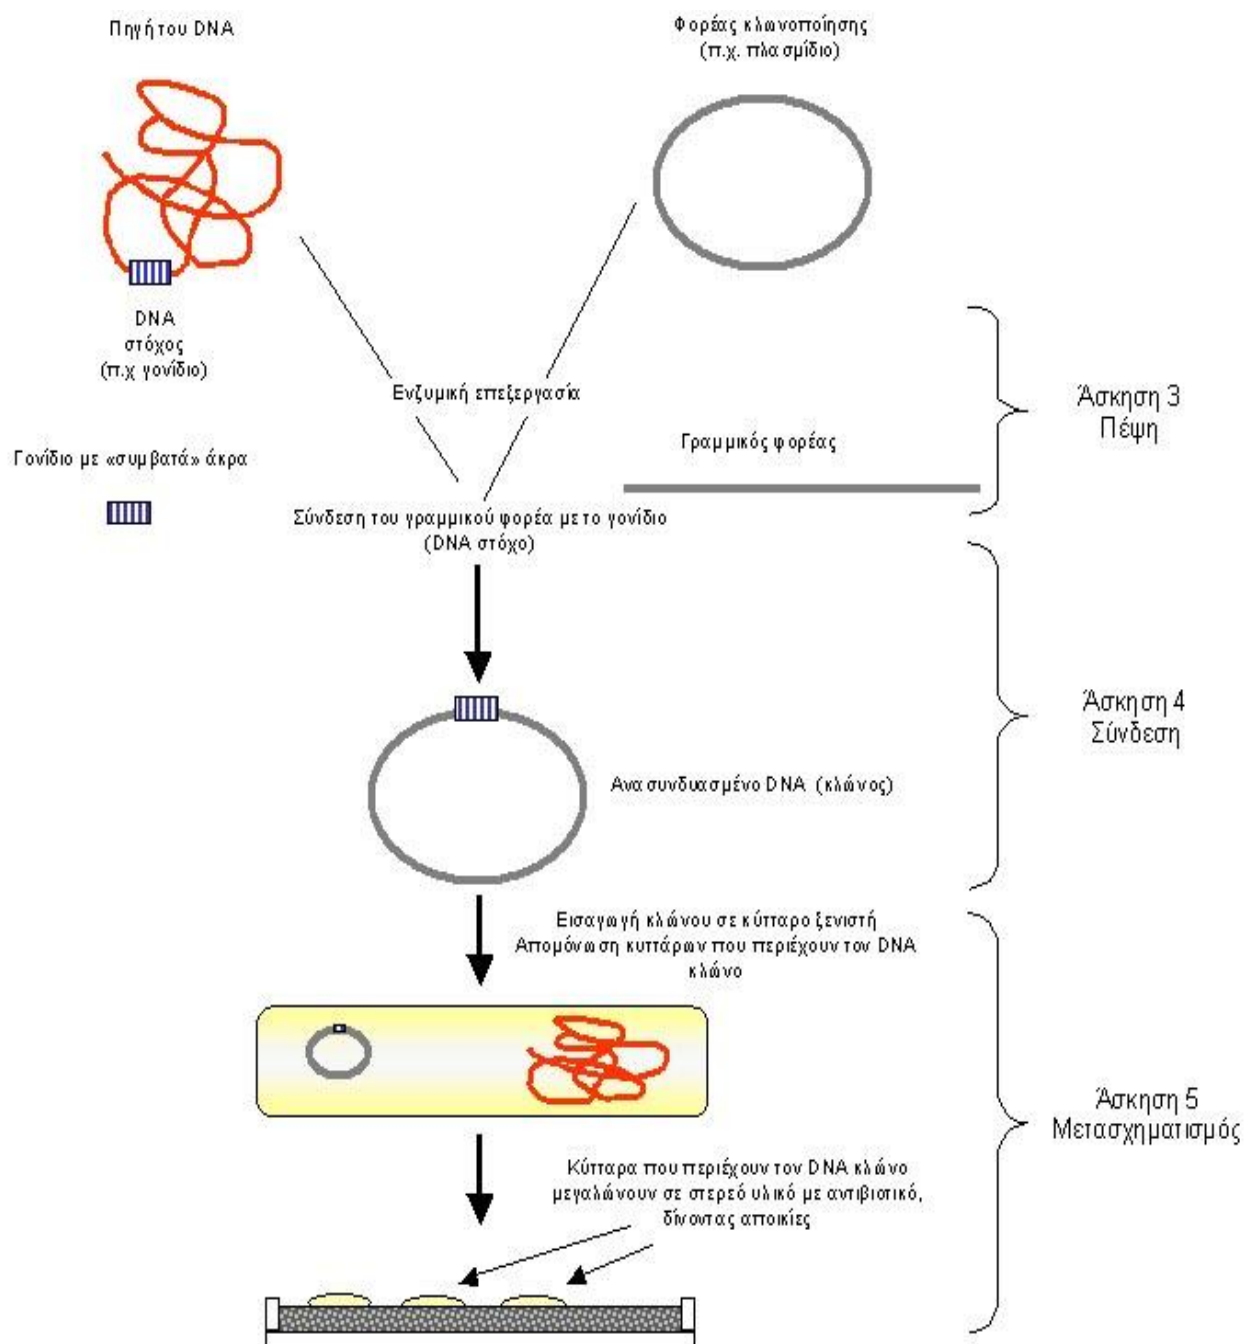 Πηγή του DNA
Φορέας κλωνοποίησης
(π.χ. πλασμίδιο)
DNA
στόχος
(π.χ γονίδιο)
Ενζυμική επεξεργασία
Άσκηση 3
Πέψη
Γραμμικός φορέας
Γονίδιο με «συμβατά» άκρα
Σύνδεση του γραμμικού φορέα με το γονίδιο
(DNA στόχο)
Άσκηση 4
Σύνδεση
Ανασυνδυασμένο DNA (κλώνος)
Εισαγωγή κλώνου σε κύτταρο ξενιστή
Απομόνωση κυττάρων που περιέχουν τον DNA
κλώνο
Άσκηση 5
Μετασχηματισμός
Κύτταρα που περιέχουν τον DNA κλώνο
μεγαλώνουν σε στερεό υλικό με αντιβιοτικό,
δίνοντας αποικίες